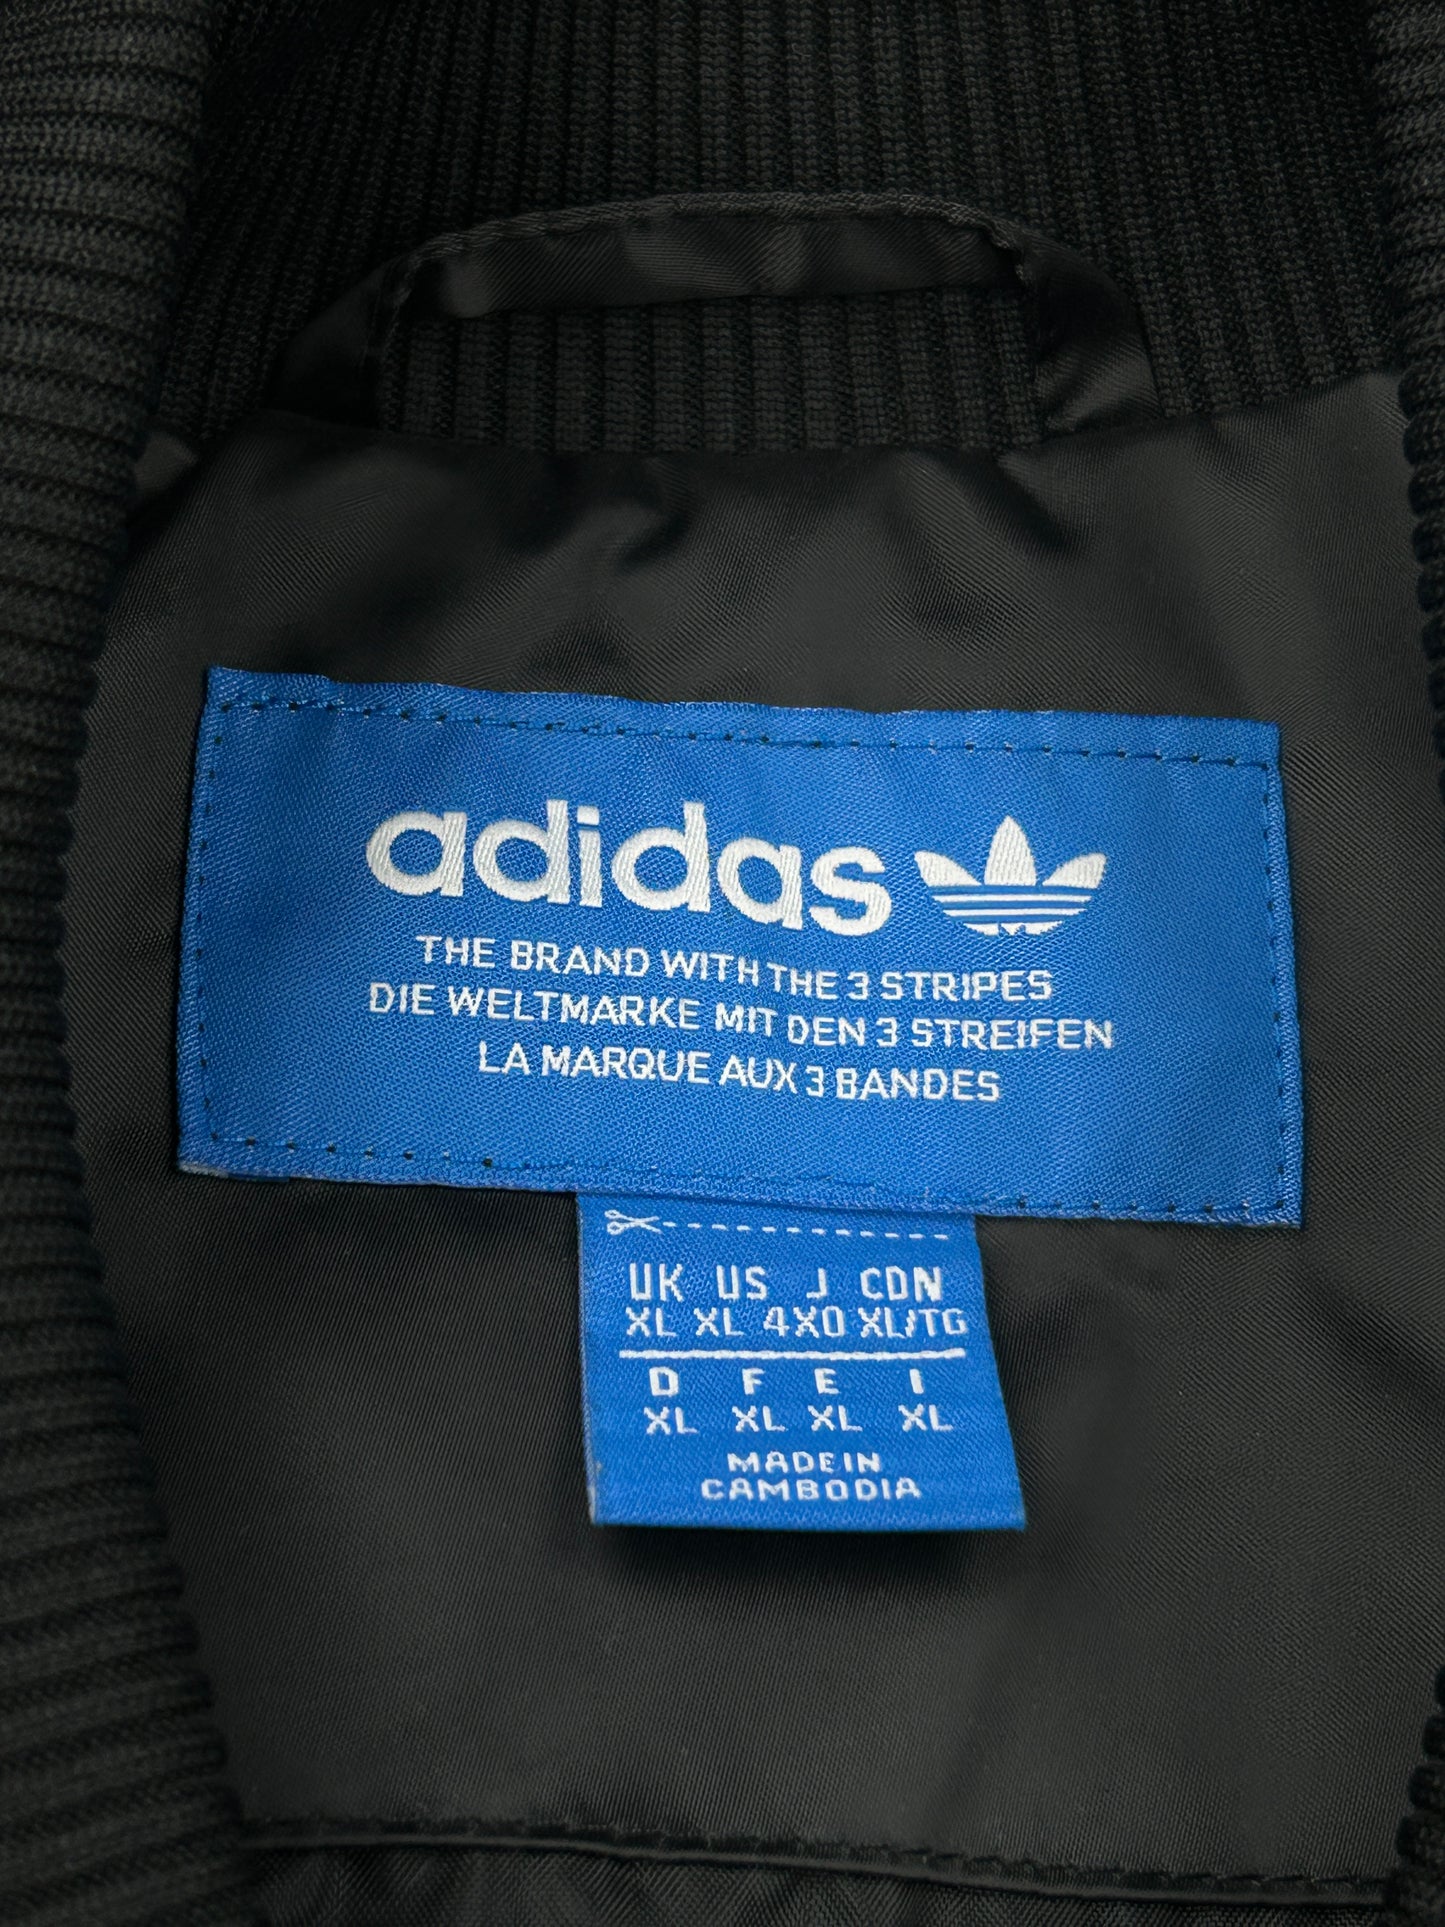 adidas
THE BRAND WITH THE 3 STRIPES
DIE WELTMARKE MIT DEN 3 STREIFEN
LA MARQUE AUX 3 BANDES
UK US J CDN
XL XL 4XO XL/TG
D F E I
XL XL XL XL
MADE IN
CAMBODIA